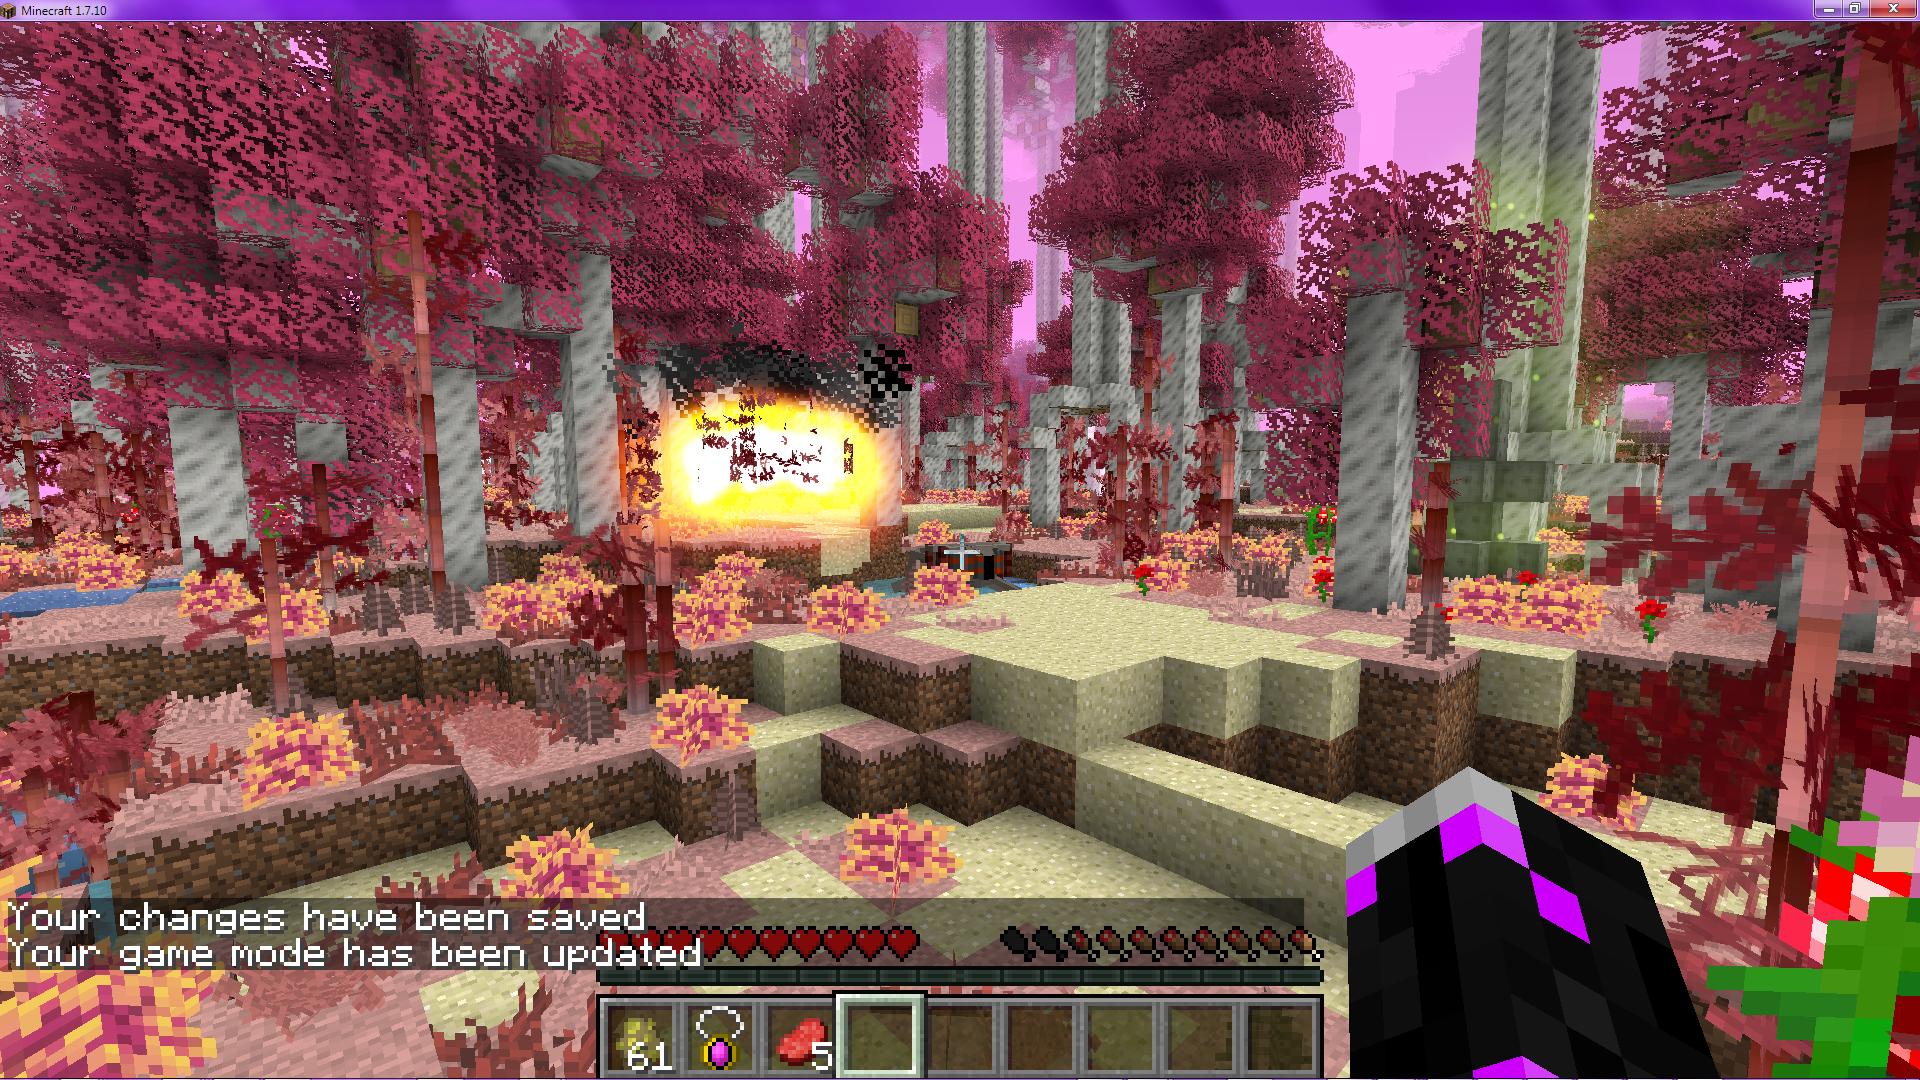 Minecraft 1.7.10
Your changes have been saved
Your game mode has been updated
61
5